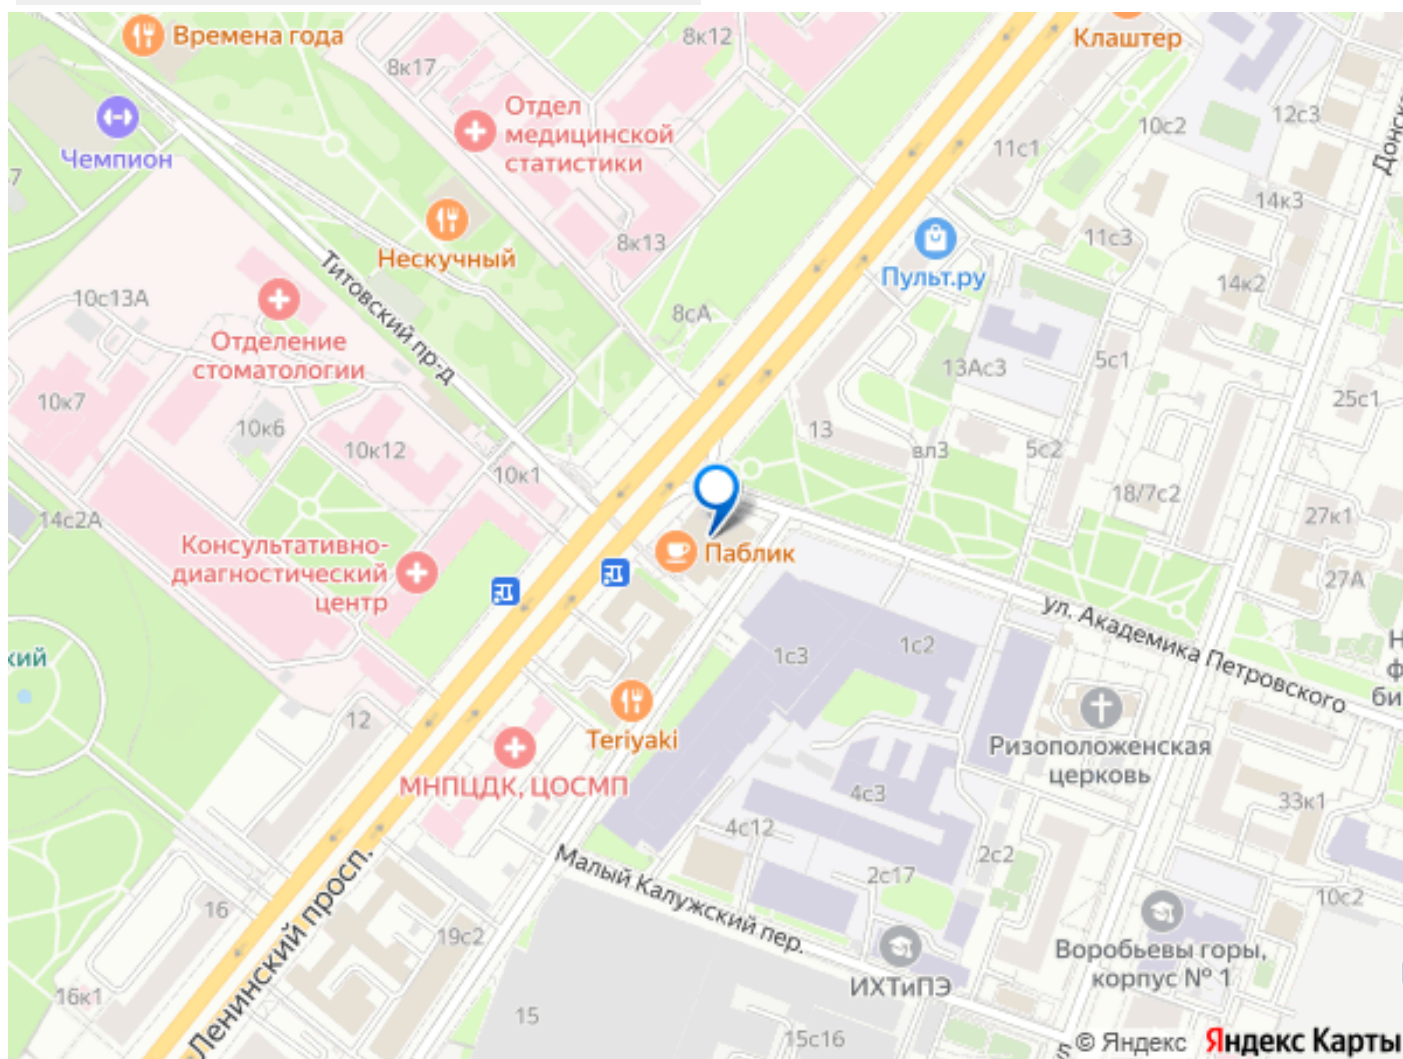 Времена года
8к12
Клаштер
8к17
Отдел
медицинской
статистики
Чемпион
11с1
10с2
12с3
14к3
Нескучный
8к13
11с3
Пульт.ру
14к2
Титовский пр-д
10с13А
8сА
Отделение
стоматологии
13Ас3
5с1
25с1
10к7
10к6
10к12
10к1
13
вл3
5с2
18/7с2
27к1
14с2А
Консультативно-
диагностический
центр
Паблик
27А
ул. Академика Петровского
кий
1с3
1с2
Teriyaki
12
МНПЦДК, ЦОСМП
Ризоположенская
церковь
4с3
33к1
4с12
2с2
Малый Калужский пер.
2с17
10с2
16
Ленинский просп.
19с2
Воробьевы горы,
корпус № 1
ИХТиПЭ
16к1
15
15с16
© Яндекс Яндекс Карты